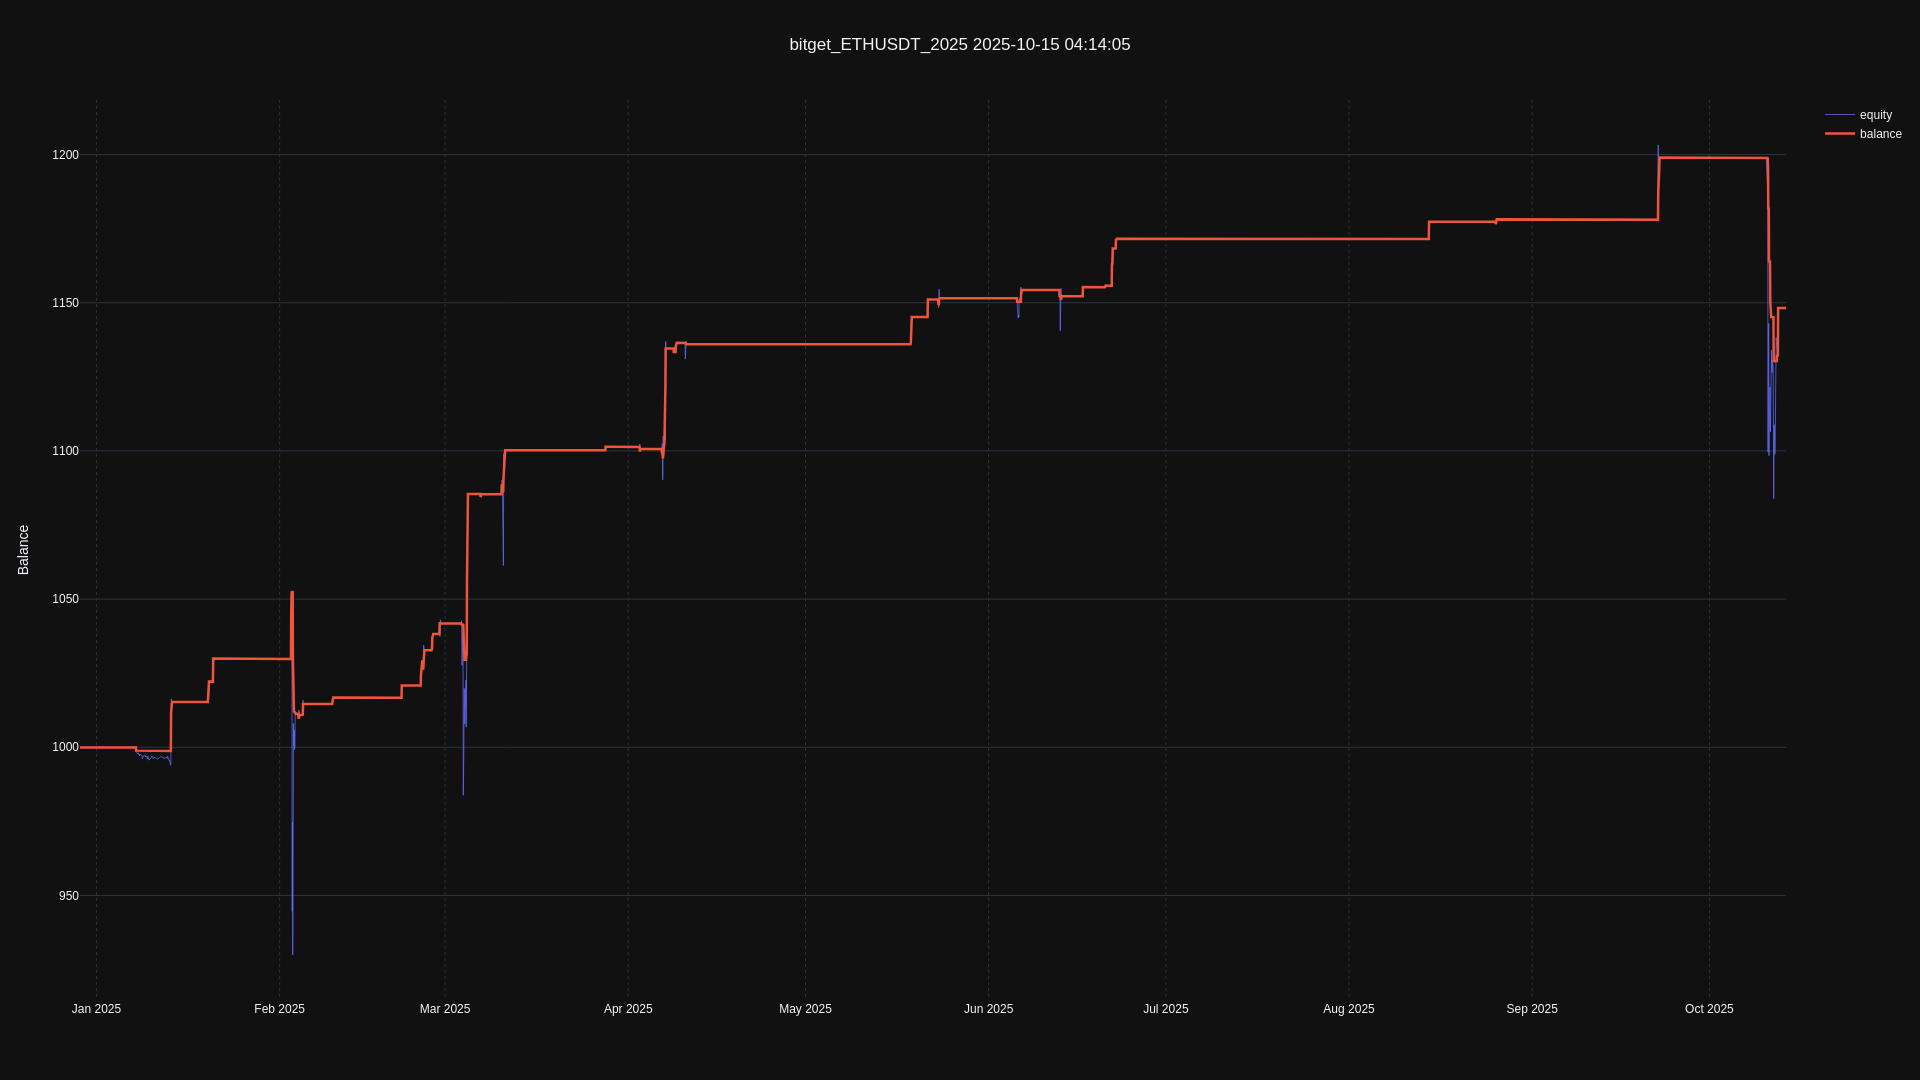 bitget_ETHUSDT_2025 2025-10-15 04:14:05
equity
balance
1200
1150
1100
1050
1000
950
Balance
Jan 2025
Feb 2025
Mar 2025
Apr 2025
May 2025
Jun 2025
Jul 2025
Aug 2025
Sep 2025
Oct 2025